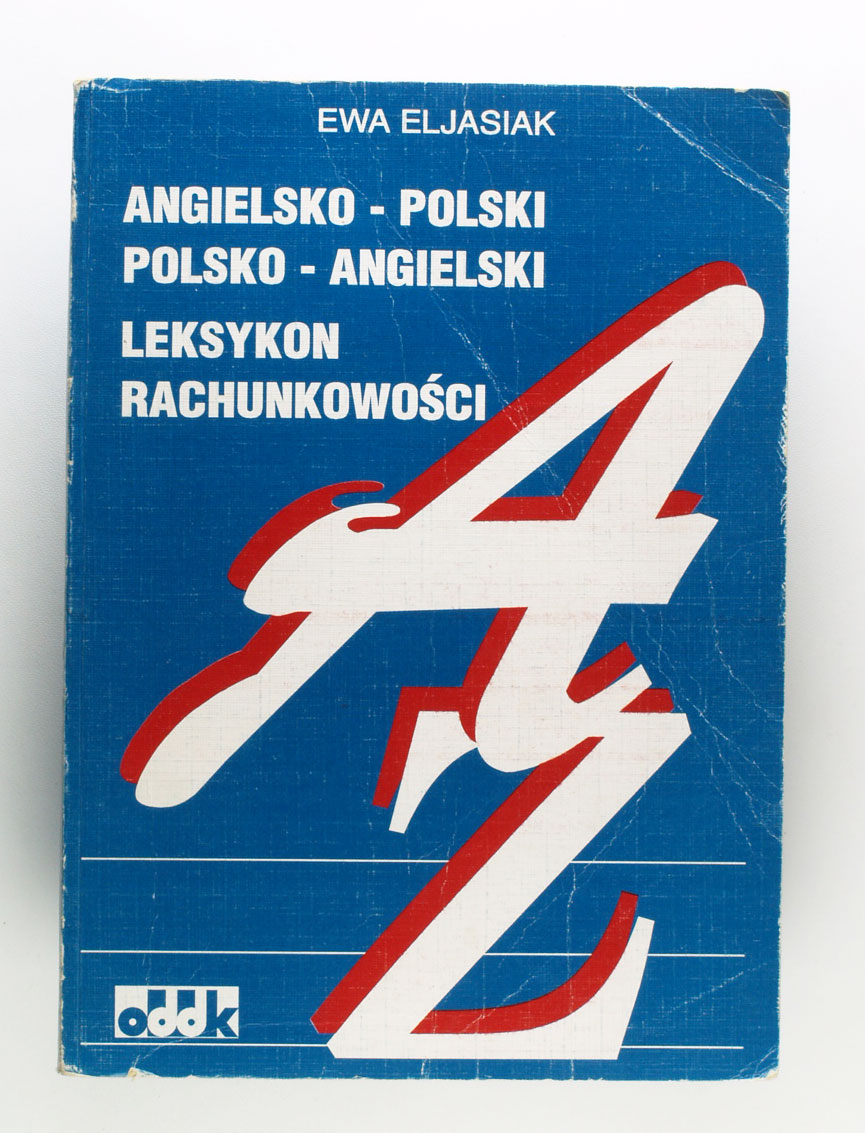 EWA ELJASIAK
ANGIELSKO - POLSKI
POLSKO - ANGIELSKI
LEKSYKON
RACHUNKOWOŚCI
A
Z
oddk